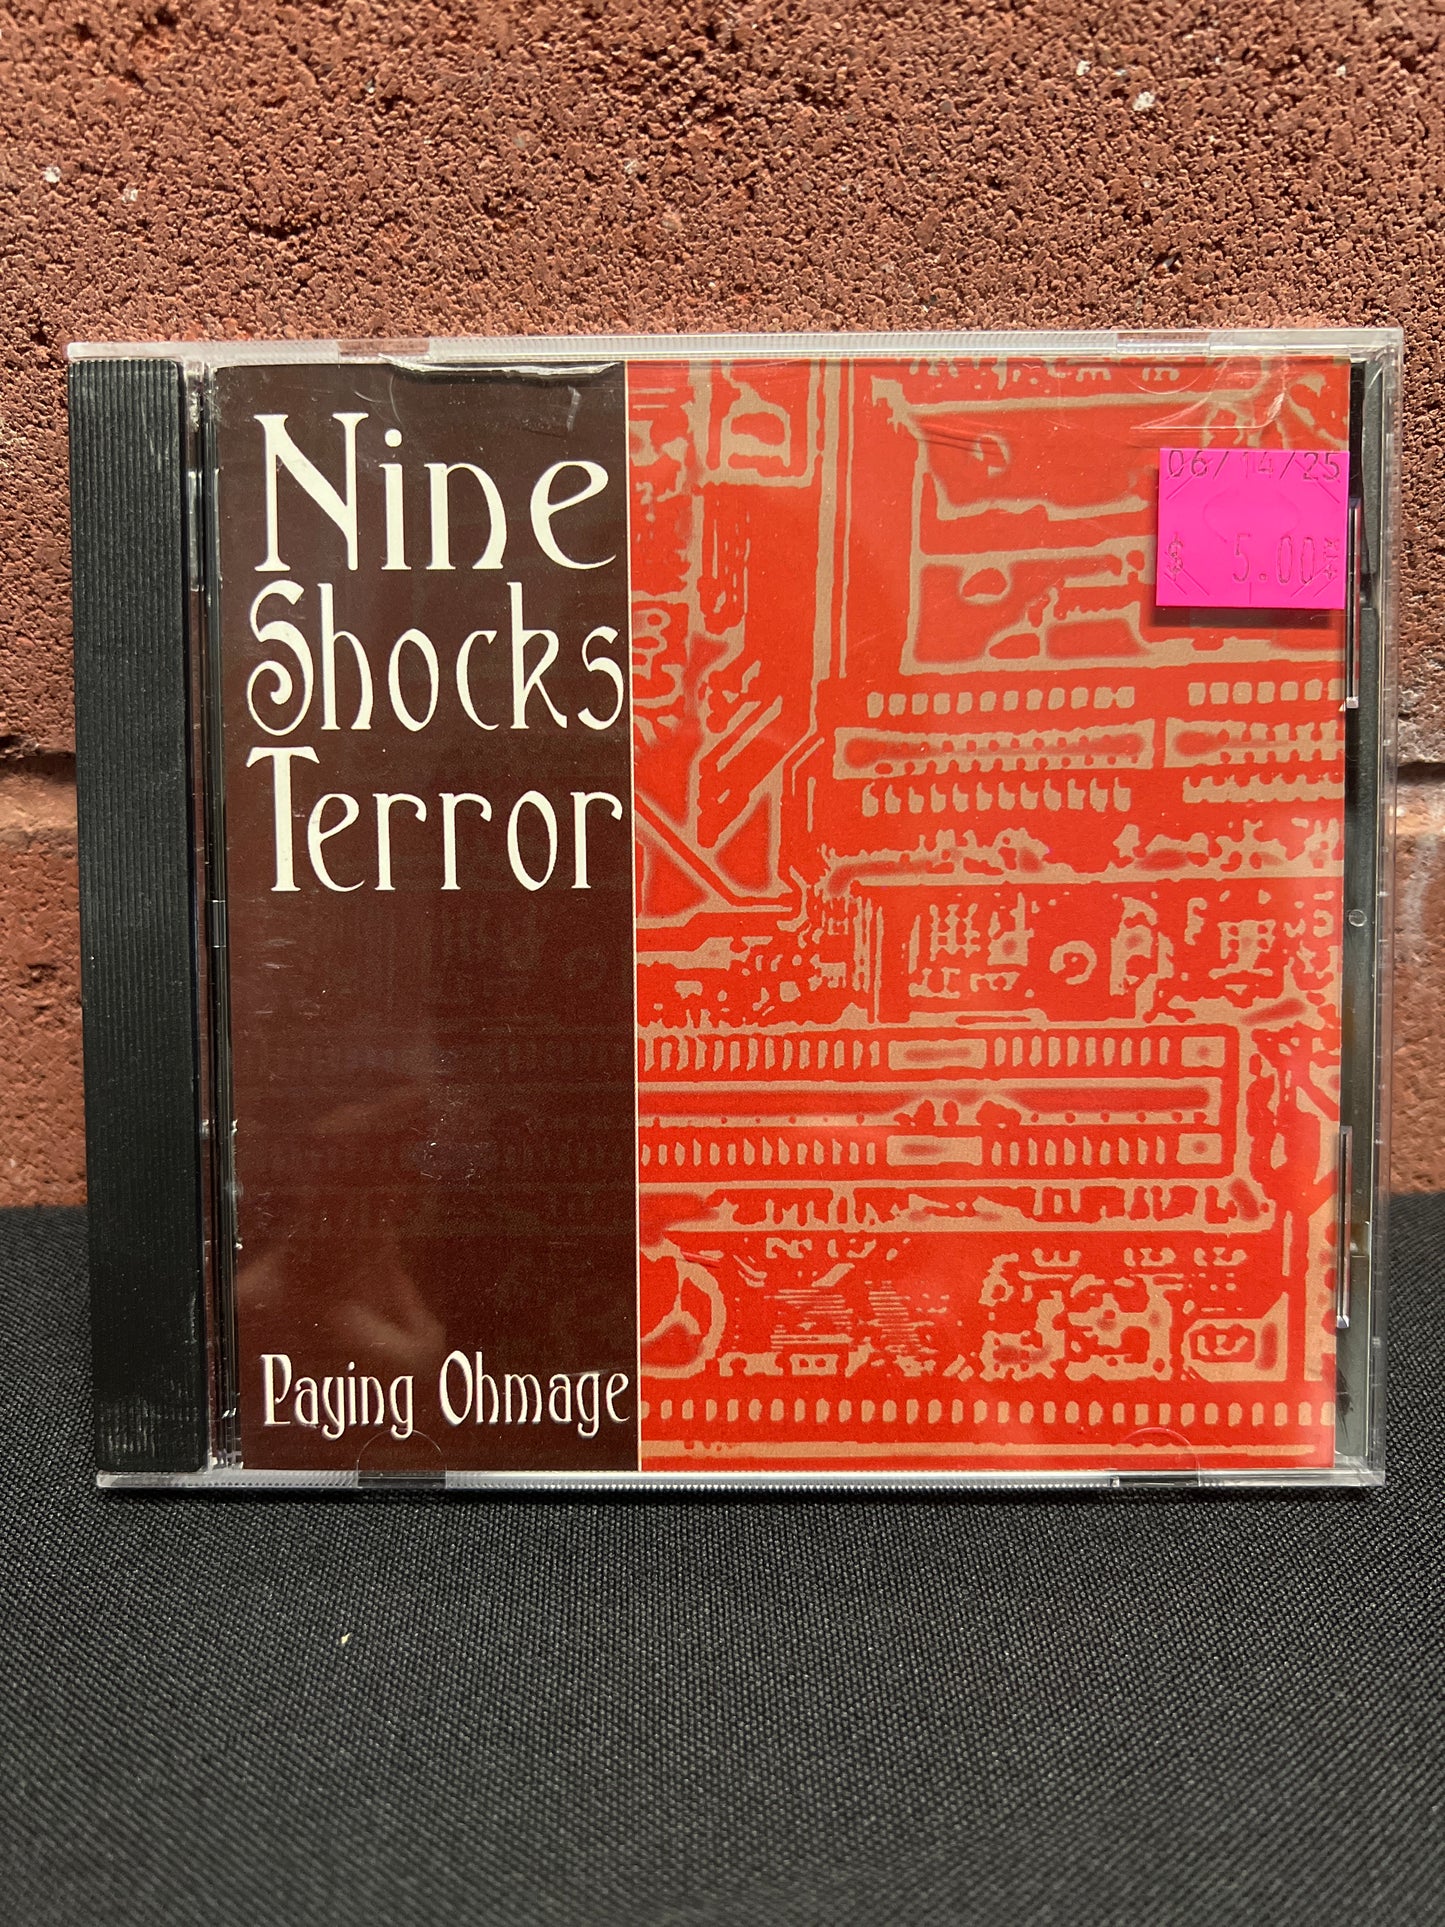 Nine
Shocks
Terror
06/14/25
$ 5.00
Paying Ohmage